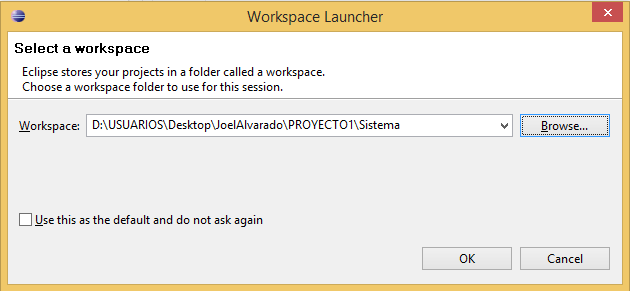 Workspace Launcher
Select a workspace
Eclipse stores your projects in a folder called a workspace.
Choose a workspace folder to use for this session.
Workspace: D:\USUARIOS\Desktop\JoelAlvarado\PROYECTO1\Sistema Browse...
Use this as the default and do not ask again
OK Cancel